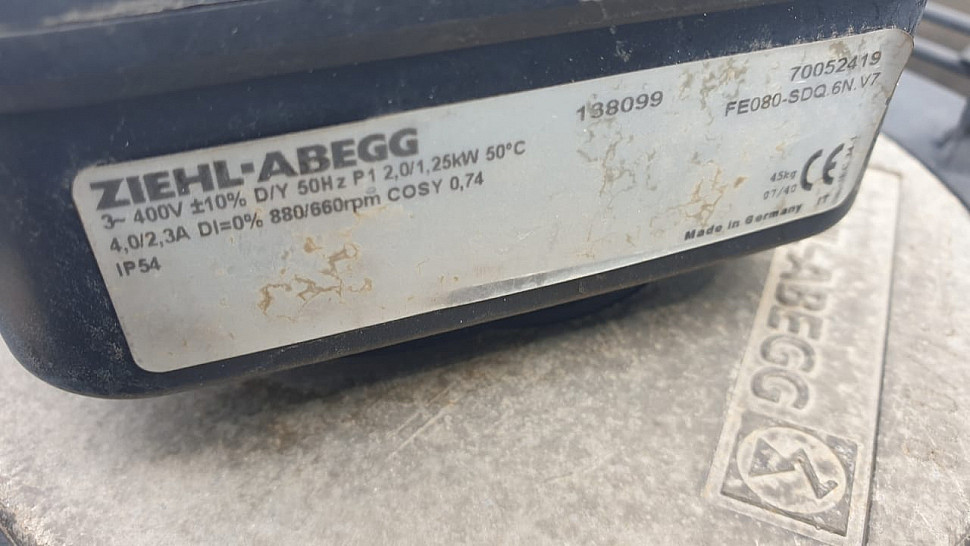 ZIEHL-ABEGG
3~ 400V ±10% D/Y 50Hz P1 2,0/1,25kW 50°C
4,0/2,3A DI=0% 880/660rpm COSY 0,74
IP54
138099
70052419
FE080-SDQ.6N.V7
45kg
07/40
CE
Made in Germany
-ABEGG